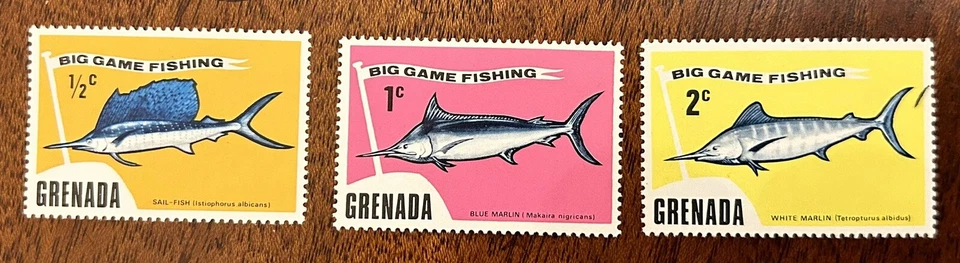 BIG GAME FISHING
½c
GRENADA
SAIL-FISH (Istiophorus albicans)
BIG GAME FISHING
1c
GRENADA
BLUE MARLIN (Makaira nigricans)
BIG GAME FISHING
2c
GRENADA
WHITE MARLIN (Tetropturus albidus)